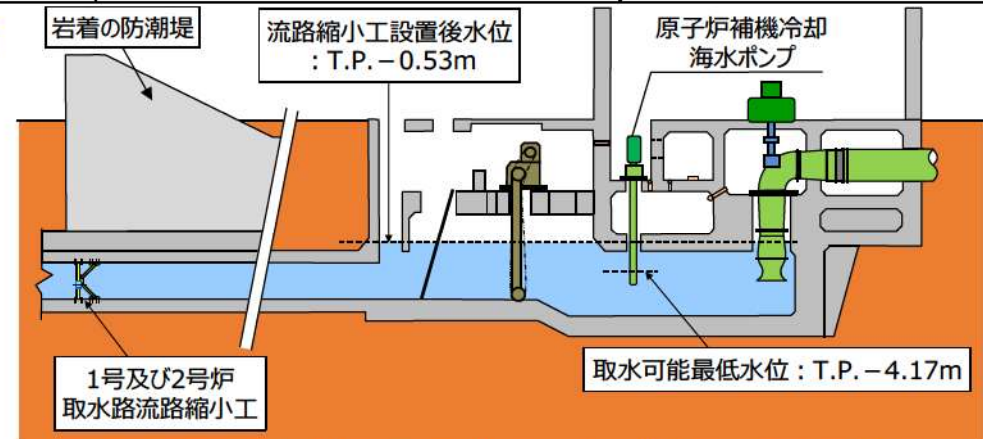 岩着の防潮堤
流路縮小工設置後水位
：T.P.－0.53m
原子炉補機冷却
海水ポンプ
1号及び2号炉
取水路流路縮小工
取水可能最低水位：T.P.－4.17m